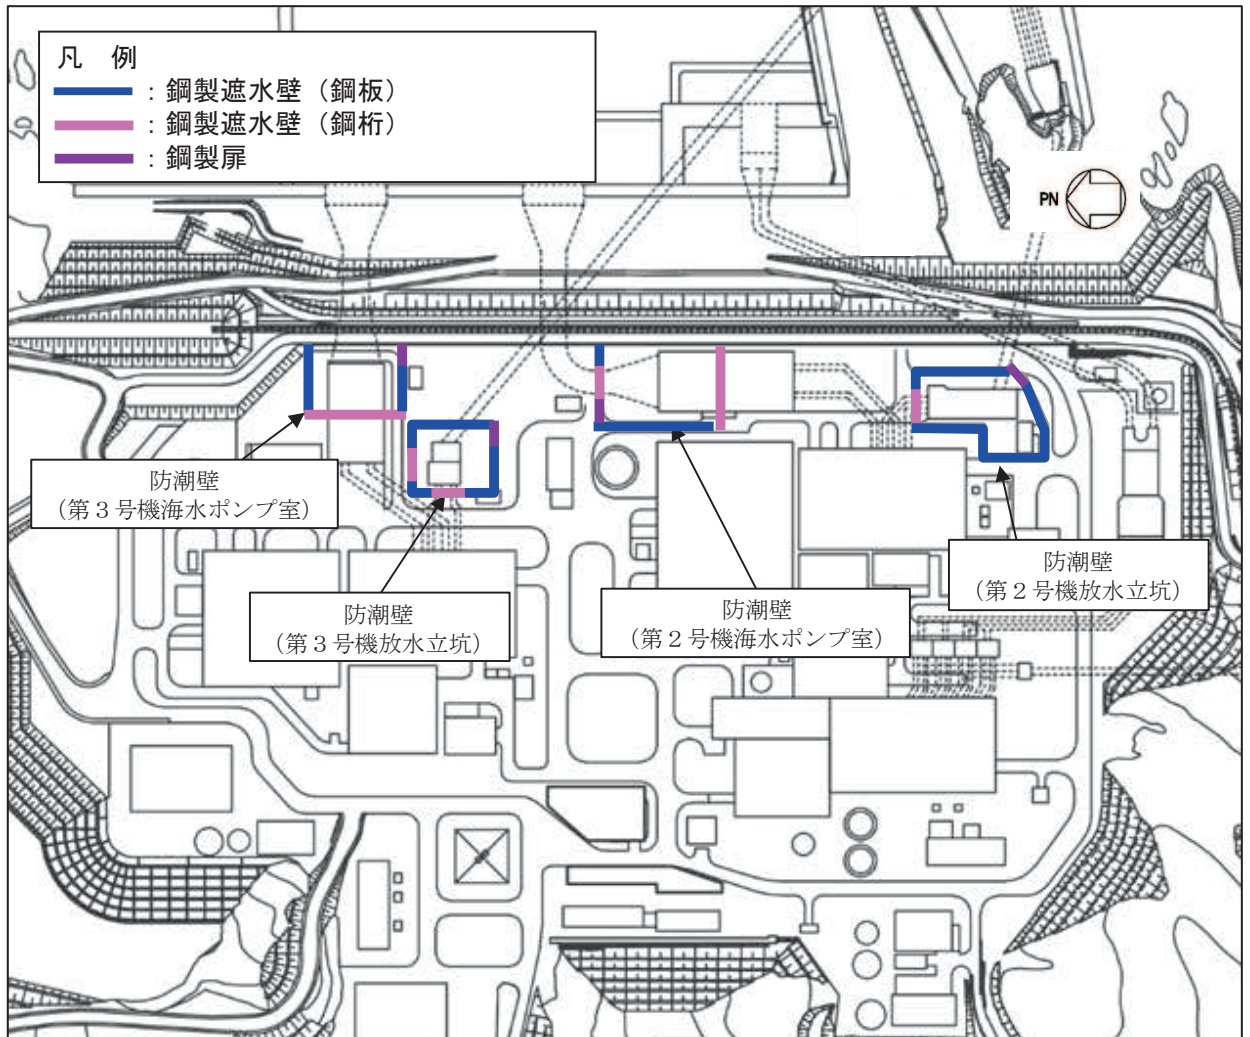 凡　例
：鋼製遮水壁（鋼板）
：鋼製遮水壁（鋼桁）
：鋼製扉
PN
防潮壁
（第３号機海水ポンプ室）
防潮壁
（第３号機放水立坑）
防潮壁
（第２号機海水ポンプ室）
防潮壁
（第２号機放水立坑）